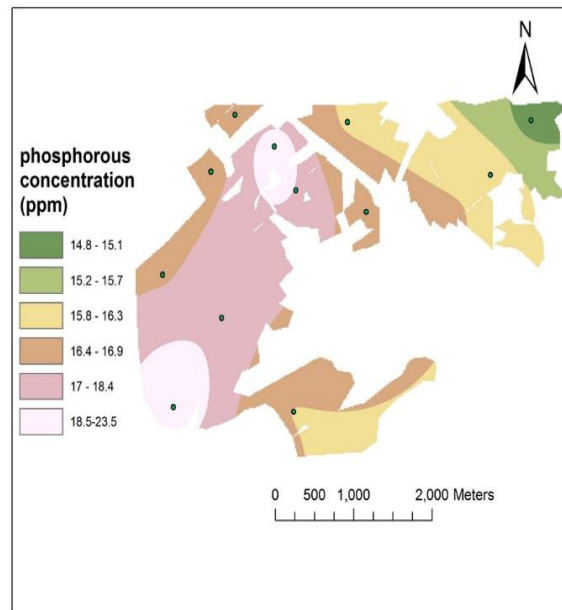 N
phosphorous
concentration
(ppm)
14.8 - 15.1
15.2 - 15.7
15.8 - 16.3
16.4 - 16.9
17 - 18.4
18.5-23.5
0 500 1,000 2,000 Meters